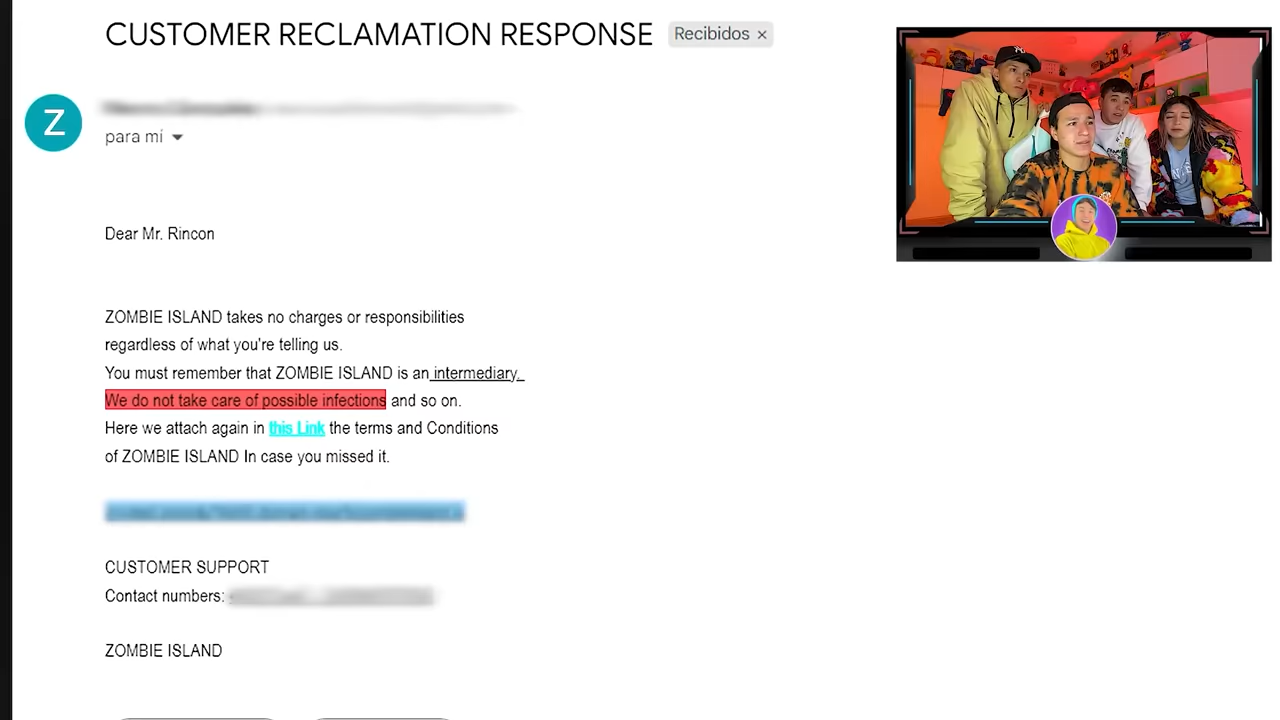 CUSTOMER RECLAMATION RESPONSE Recibidos x
Z
para mí
Dear Mr. Rincon
ZOMBIE ISLAND takes no charges or responsibilities
regardless of what you're telling us.
You must remember that ZOMBIE ISLAND is an intermediary.
We do not take care of possible infections and so on.
Here we attach again in this Link the terms and Conditions
of ZOMBIE ISLAND In case you missed it.
CUSTOMER SUPPORT
Contact numbers:
ZOMBIE ISLAND